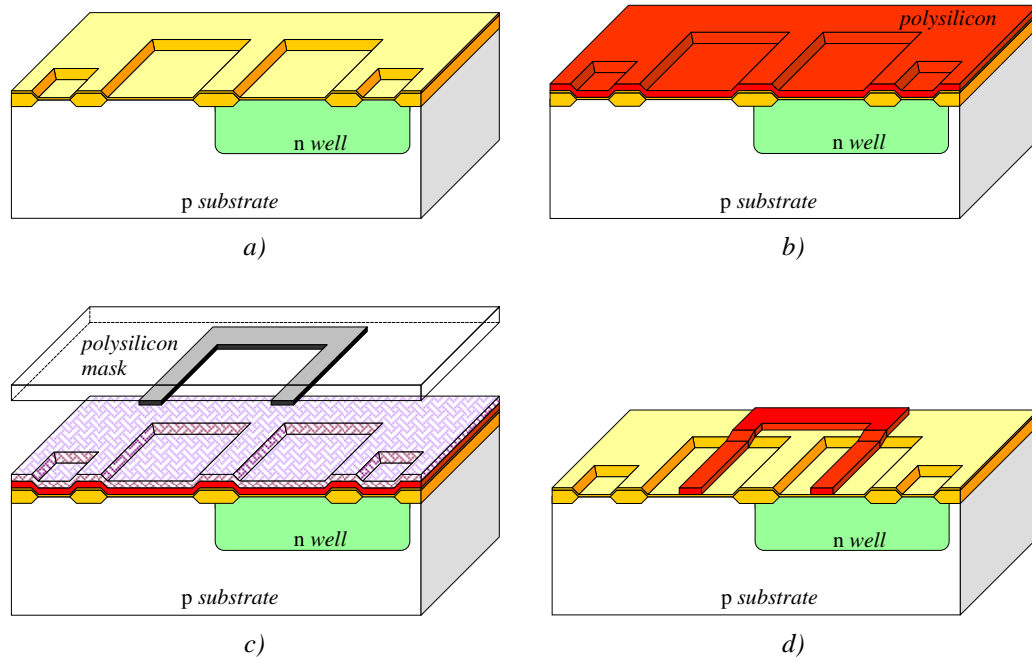 n well
p substrate
a)
polysilicon
n well
p substrate
b)
polysilicon
mask
n well
p substrate
c)
n well
p substrate
d)